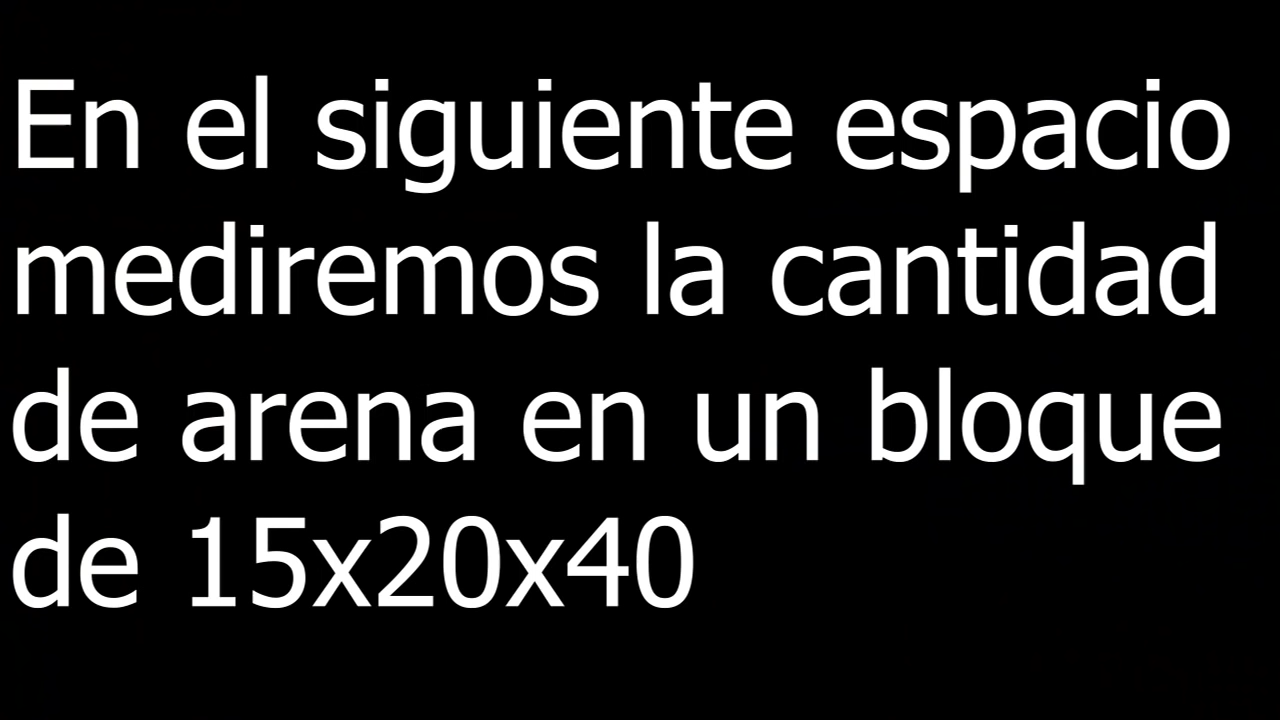 En el siguiente espacio
mediremos la cantidad
de arena en un bloque
de 15x20x40